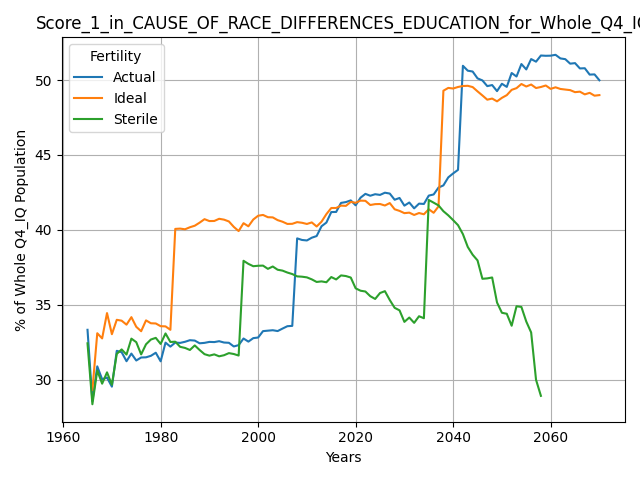 Score_1_in_CAUSE_OF_RACE_DIFFERENCES_EDUCATION_for_Whole_Q4_IQ
Fertility
Actual
Ideal
Sterile
% of Whole Q4_IQ Population
50
45
40
35
30
1960
1980
2000
2020
2040
2060
Years